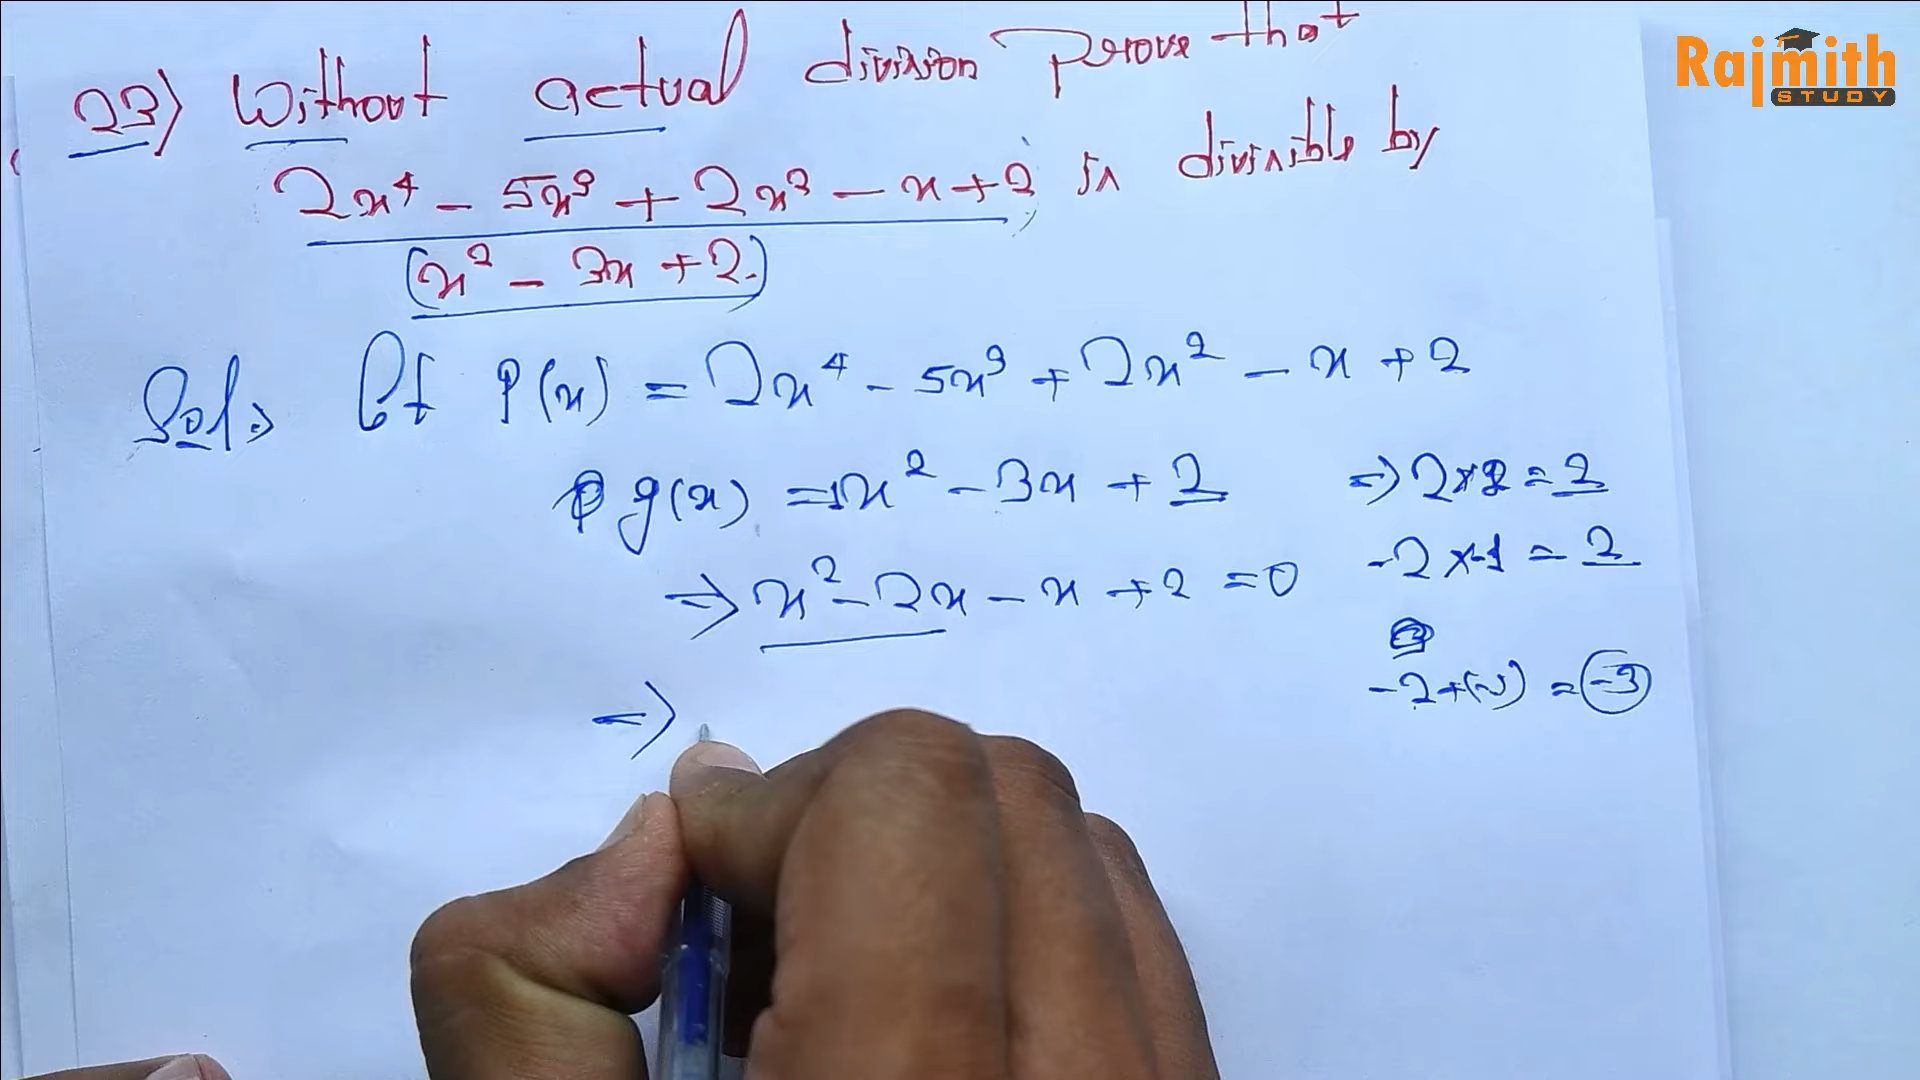 Rajmith
STUDY
23) Without actual division prove that
2x⁴ - 5x³ + 2x² - x + 2 is divisible by
(x² - 3x + 2)
Sol: let P(x) = 2x⁴ - 5x³ + 2x² - x + 2
g(x) = 1x² - 3x + 2
⇒ x² - 2x - x + 2 = 0
⇒
⇒ 2 × 2 = 2
-2 × -1 = 2
-2 + (-1) = -3